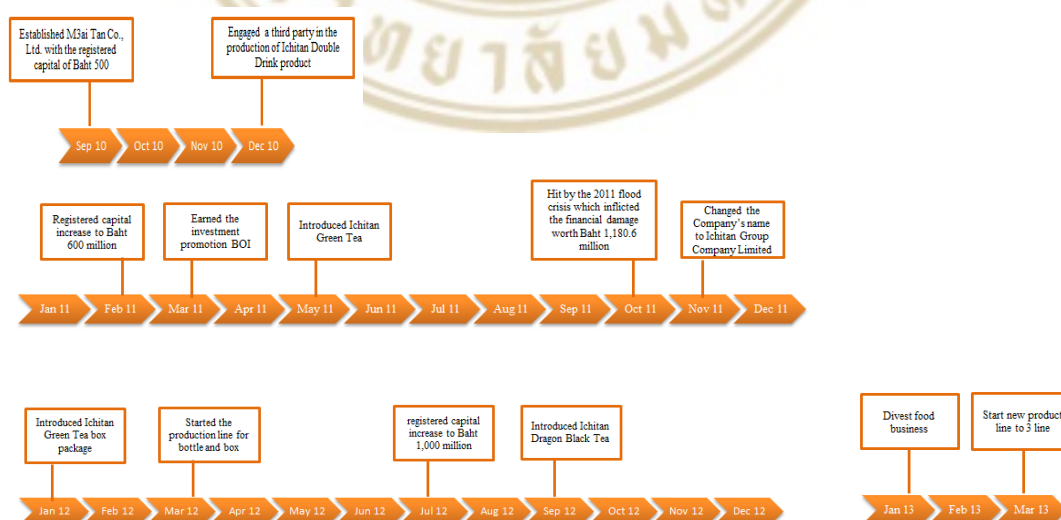 ทยาลัยม
Established M3ai Tan Co.,
Ltd. with the registered
capital of Baht 500
Engaged a third party in the
production of Ichitan Double
Drink product
Sep 10 Oct 10 Nov 10 Dec 10
Registered capital
increase to Baht
600 million
Earned the
investment
promotion BOI
Introduced Ichitan
Green Tea
Hit by the 2011 flood
crisis which inflicted
the financial damage
worth Baht 1,180.6
million
Changed the
Company's name
to Ichitan Group
Company Limited
Jan 11 Feb 11 Mar 11 Apr 11 May 11 Jun 11 Jul 11 Aug 11 Sep 11 Oct 11 Nov 11 Dec 11
Introduced Ichitan
Green Tea box
package
Started the
production line for
bottle and box
registered capital
increase to Baht
1,000 million
Introduced Ichitan
Dragon Black Tea
Divest food
business
Start new product
line to 3 line
Jan 12 Feb 12 Mar 12 Apr 12 May 12 Jun 12 Jul 12 Aug 12 Sep 12 Oct 12 Nov 12 Dec 12
Jan 13 Feb 13 Mar 13